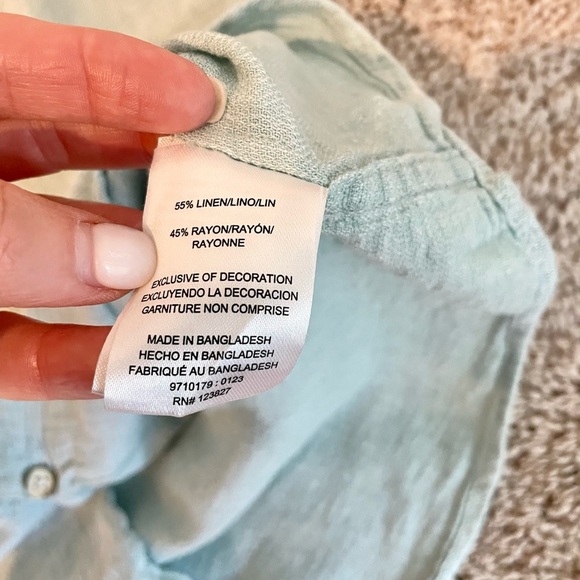 55% LINEN/LINO/LIN
45% RAYON/RAYÓN/
RAYONNE
EXCLUSIVE OF DECORATION
EXCLUYENDO LA DECORACION
GARNITURE NON COMPRISE
MADE IN BANGLADESH
HECHO EN BANGLADESH
FABRIQUÉ AU BANGLADESH
9710179 : 0123
RN# 123827